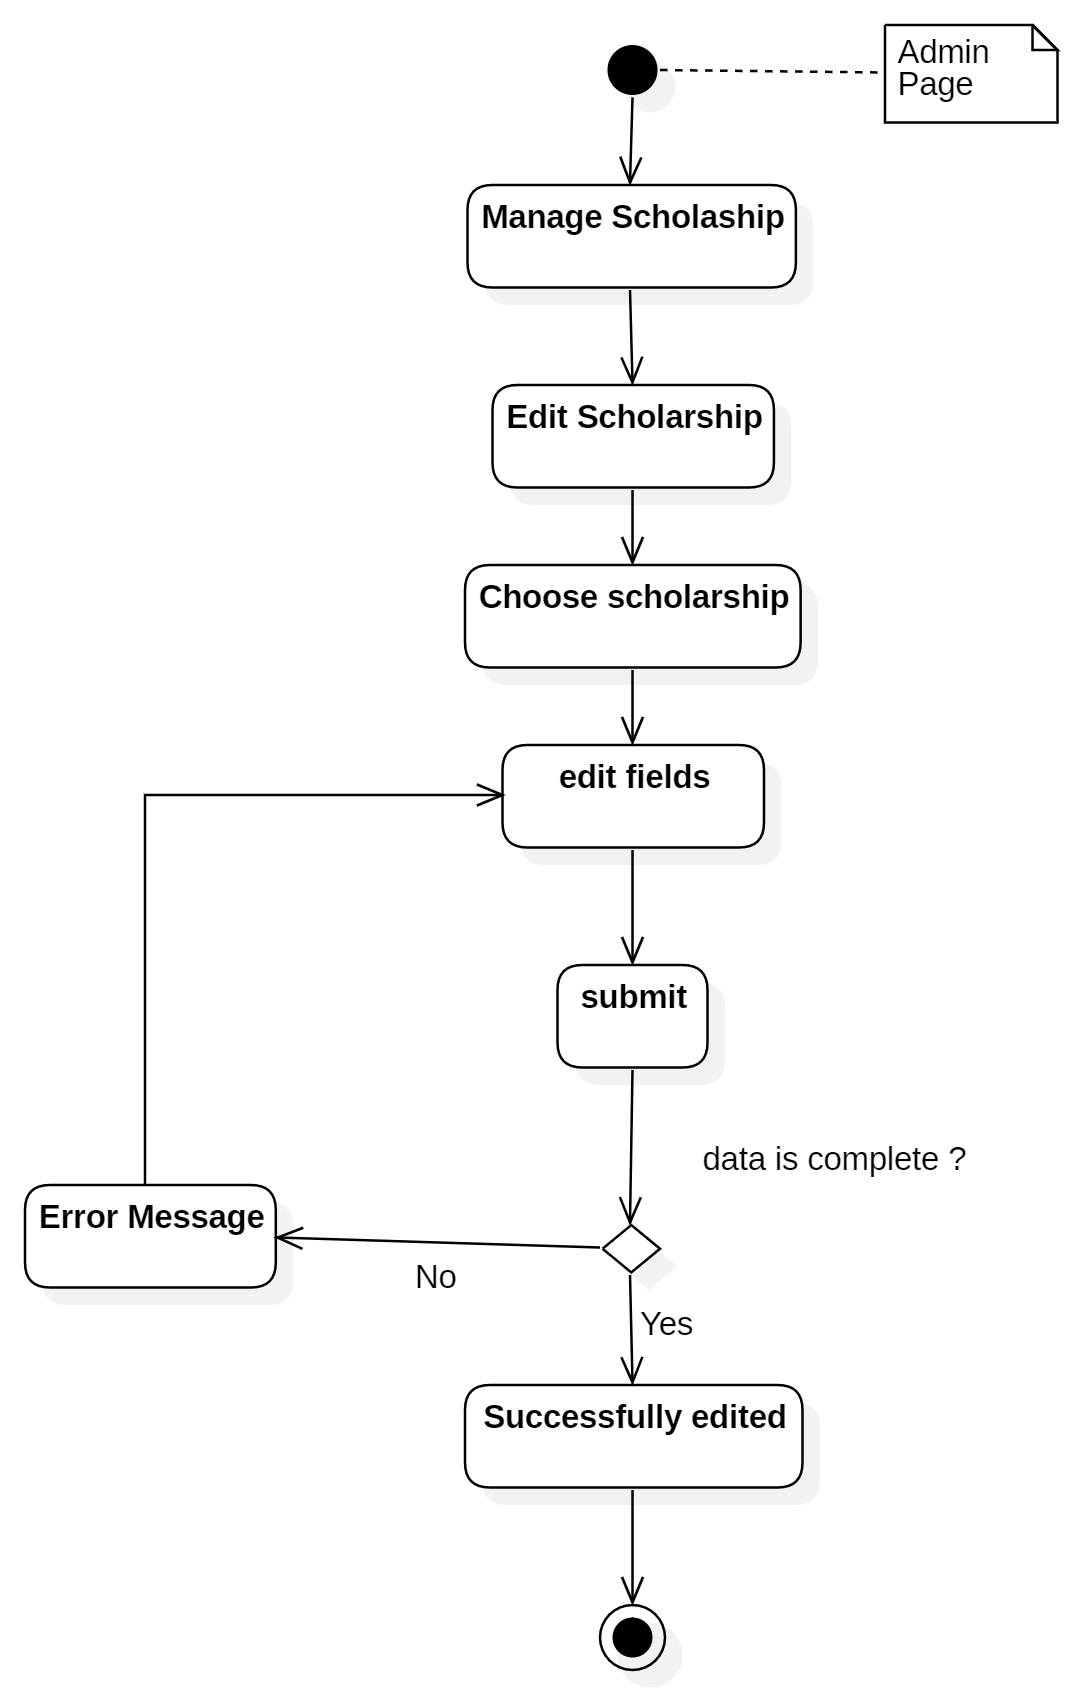 Admin
Page
Manage Scholaship
Edit Scholarship
Choose scholarship
edit fields
submit
data is complete ?
Error Message
No
Yes
Successfully edited